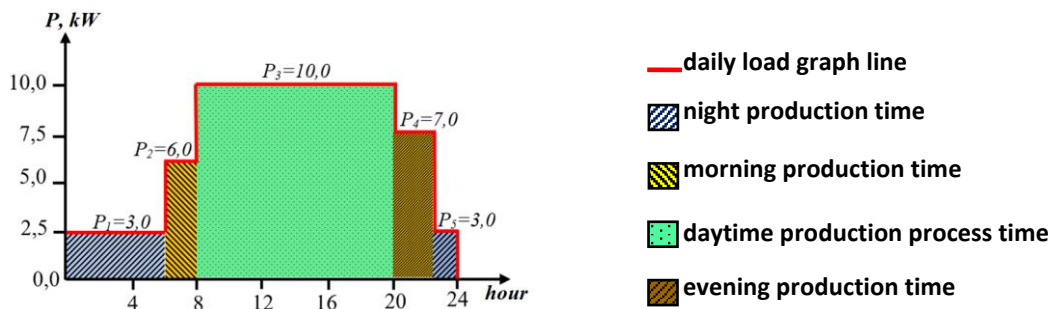 P, kW
10,0
7,5
5,0
2,5
0,0
P₁=3,0
P₂=6,0
P₃=10,0
P₄=7,0
P₅=3,0
4 8 12 16 20 24 hour
daily load graph line
night production time
morning production time
daytime production process time
evening production time